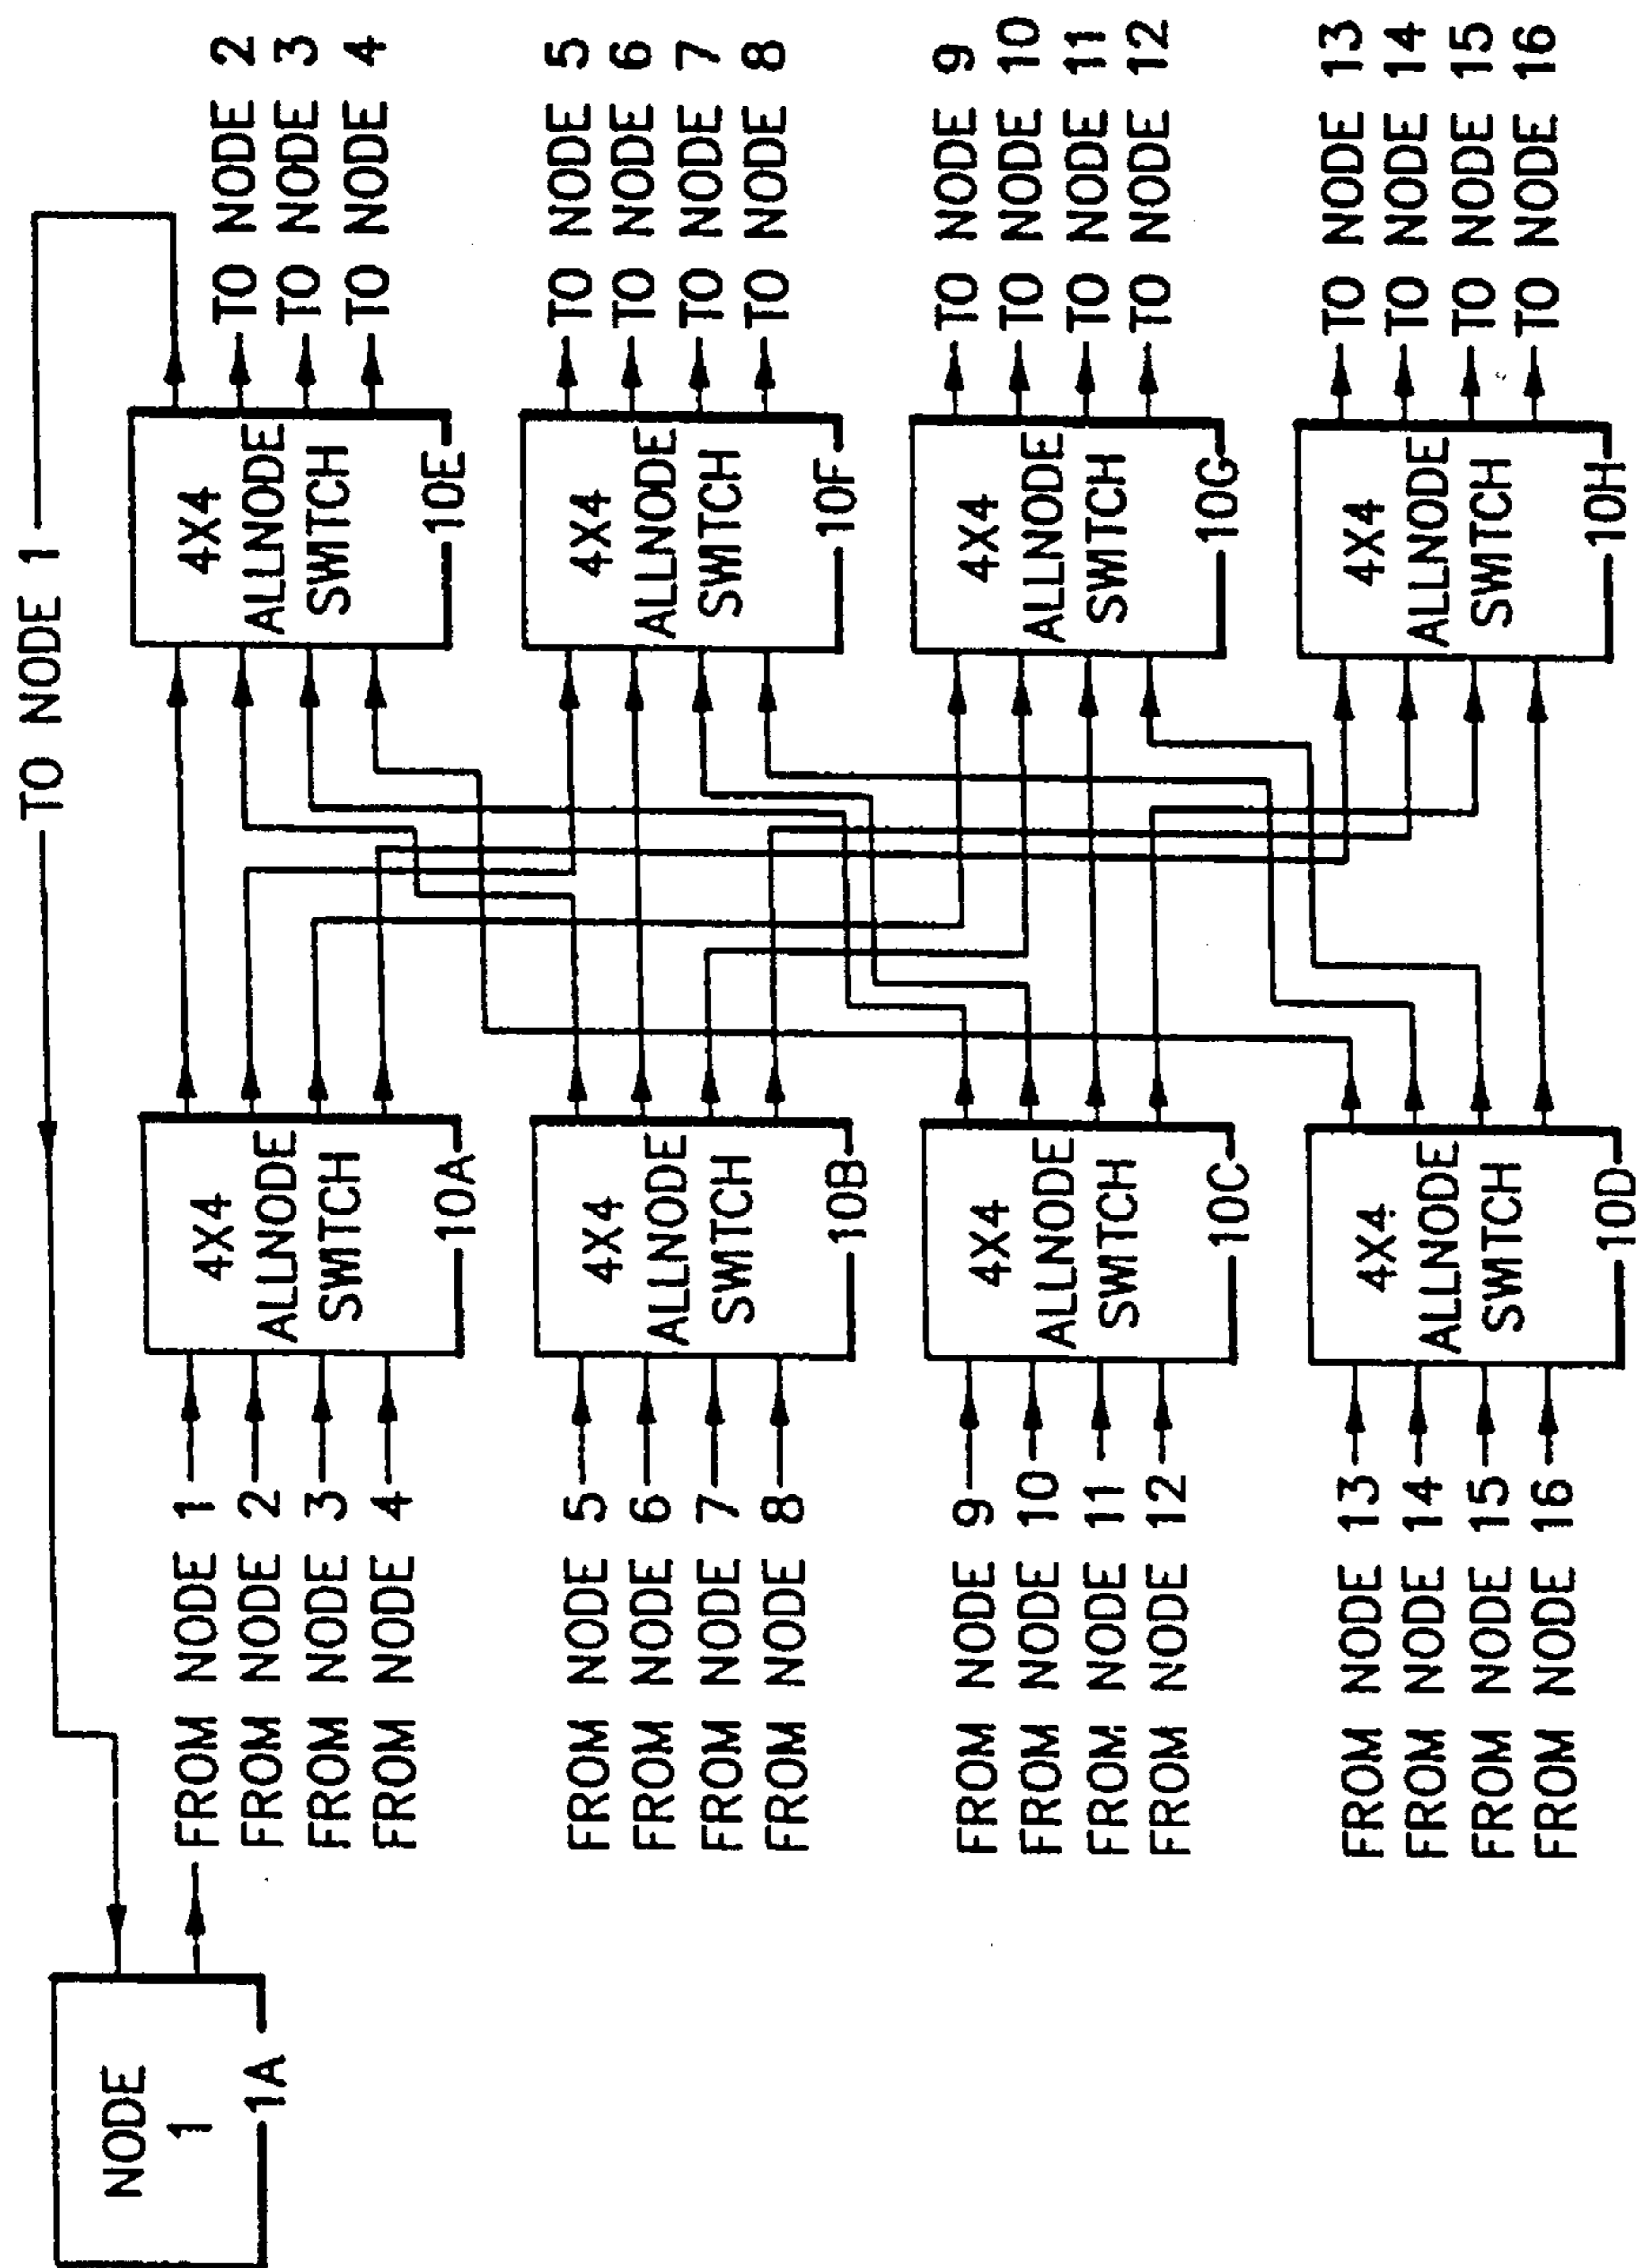 TO NODE 1
NODE
1
1A
FROM NODE 1
FROM NODE 2
FROM NODE 3
FROM NODE 4
4X4
ALLNODE
SWITCH
10A
4X4
ALLNODE
SWITCH
10E
TO NODE 2
TO NODE 3
TO NODE 4
FROM NODE 5
FROM NODE 6
FROM NODE 7
FROM NODE 8
4X4
ALLNODE
SWITCH
10B
4X4
ALLNODE
SWITCH
10F
TO NODE 5
TO NODE 6
TO NODE 7
TO NODE 8
FROM NODE 9
FROM NODE 10
FROM NODE 11
FROM NODE 12
4X4
ALLNODE
SWITCH
10C
4X4
ALLNODE
SWITCH
10G
TO NODE 9
TO NODE 10
TO NODE 11
TO NODE 12
FROM NODE 13
FROM NODE 14
FROM NODE 15
FROM NODE 16
4X4
ALLNODE
SWITCH
10D
4X4
ALLNODE
SWITCH
10H
TO NODE 13
TO NODE 14
TO NODE 15
TO NODE 16